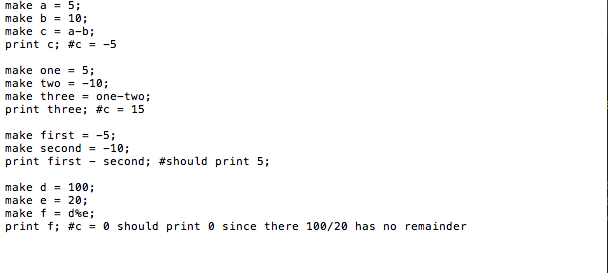 make a = 5;
make b = 10;
make c = a-b;
print c; #c = -5
make one = 5;
make two = -10;
make three = one-two;
print three; #c = 15
make first = -5;
make second = -10;
print first - second; #should print 5;
make d = 100;
make e = 20;
make f = d%e;
print f; #c = 0 should print 0 since there 100/20 has no remainder